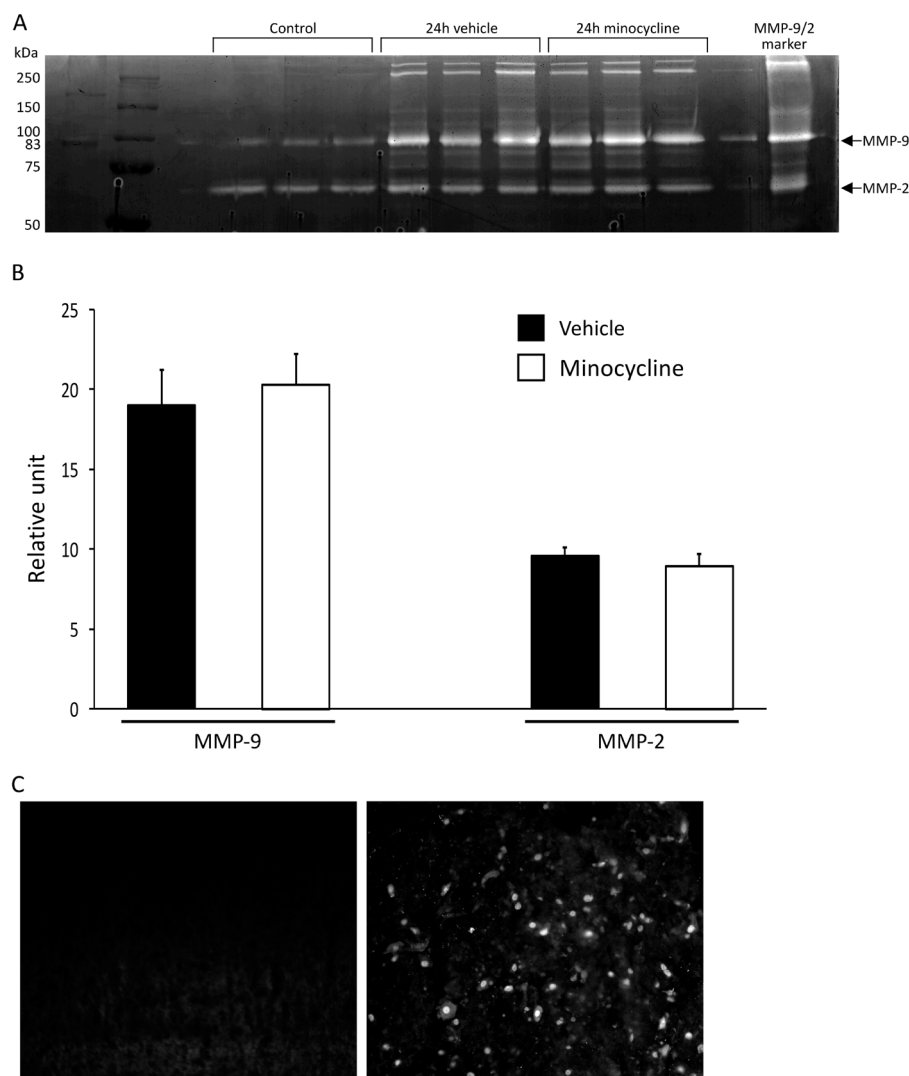 A
Control 24h vehicle 24h minocycline MMP-9/2
marker
kDa
250
150
100
83
75
50
MMP-9
MMP-2
B
25
20
15
10
5
0
Relative unit
Vehicle
Minocycline
MMP-9 MMP-2
C